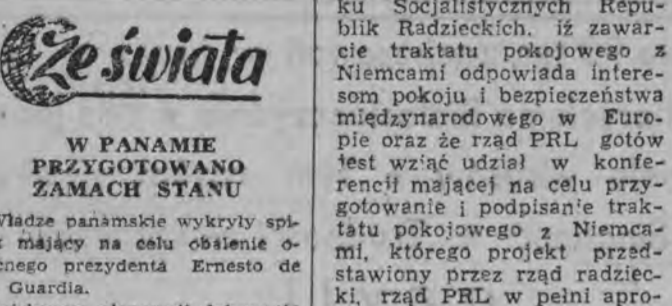 Ze świata
W PANAMIE
PRZYGOTOWANO
ZAMACH STANU
Władze panamskie wykryły spi-
mający na celu obalenie o-
prezydenta Ernesto de
Guardia.
ku Socjalistycznych Repu-
blik Radzieckich, iż zawar-
cie traktatu pokojowego z
Niemcami odpowiada intere-
som pokoju i bezpieczeństwa
międzynarodowego w Euro-
pie oraz że rząd PRL gotów
jest wziąć udział w konfe-
rencji mającej na celu przy-
gotowanie i podpisanie trak-
tatu pokojowego z Niemca-
mi, którego projekt przed-
stawiony przez rząd radziec-
ki, rząd PRL w pełni apro-